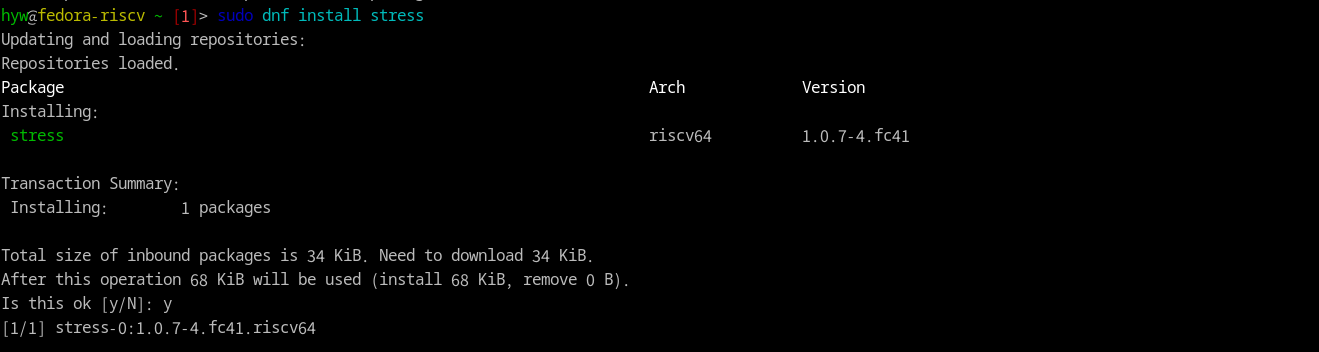 hyw@fedora-riscv ~ [1]> sudo dnf install stress
Updating and loading repositories:
Repositories loaded.
Package Arch Version
Installing:
stress riscv64 1.0.7-4.fc41
Transaction Summary:
Installing: 1 packages
Total size of inbound packages is 34 KiB. Need to download 34 KiB.
After this operation 68 KiB will be used (install 68 KiB, remove 0 B).
Is this ok [y/N]: y
[1/1] stress-0:1.0.7-4.fc41.riscv64